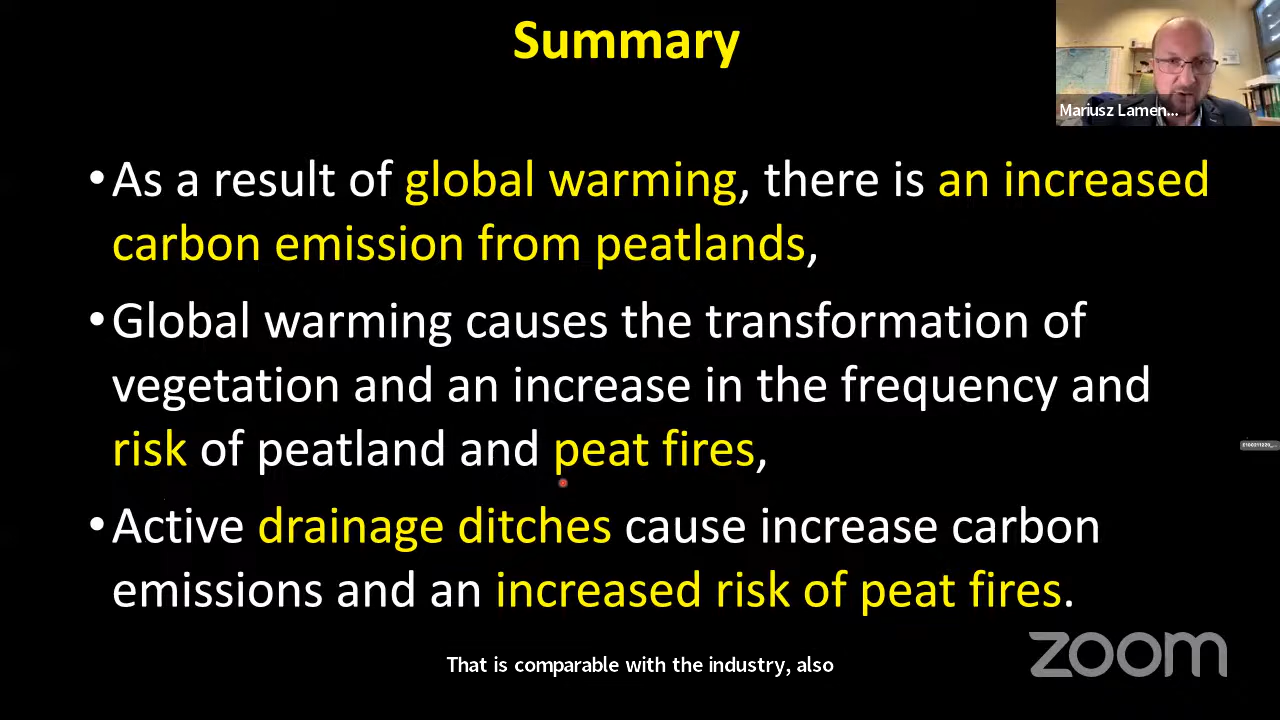 Summary
Mariusz Lamen...
• As a result of global warming, there is an increased
carbon emission from peatlands,
• Global warming causes the transformation of
vegetation and an increase in the frequency and
risk of peatland and peat fires,
• Active drainage ditches cause increase carbon
emissions and an increased risk of peat fires.
zoom
That is comparable with the industry, also